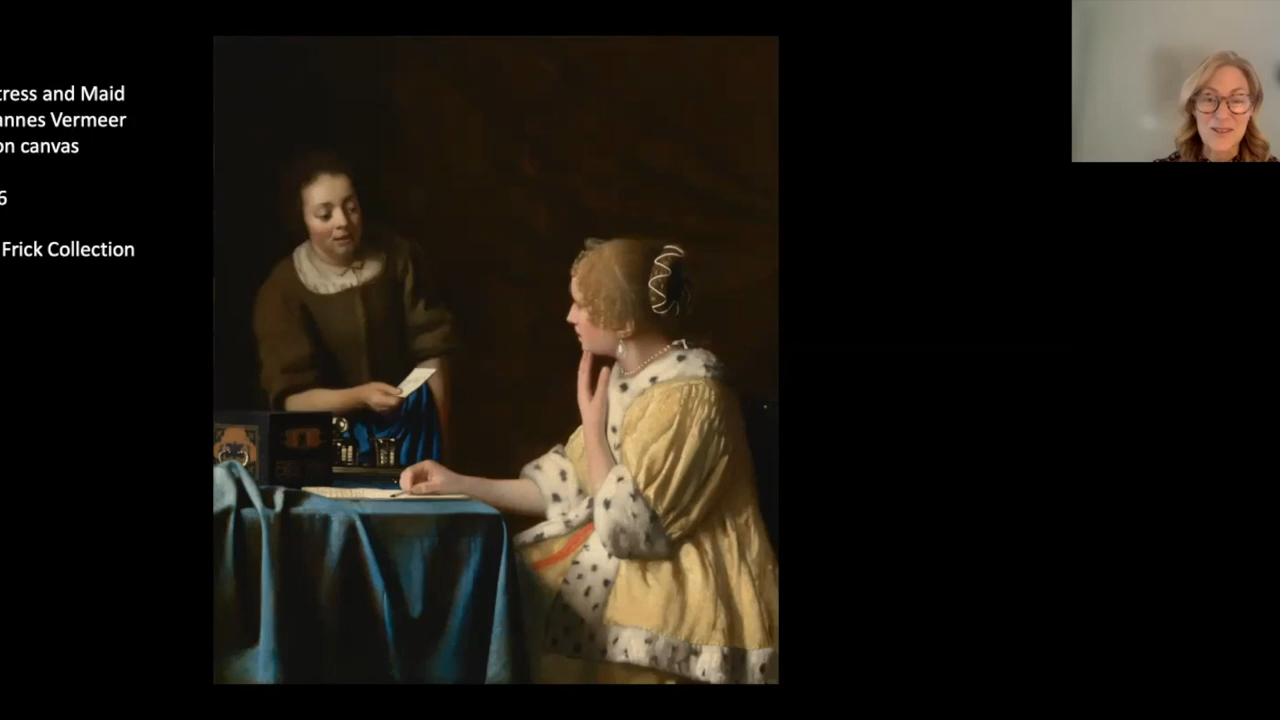 tress and Maid
annes Vermeer
on canvas
6
Frick Collection